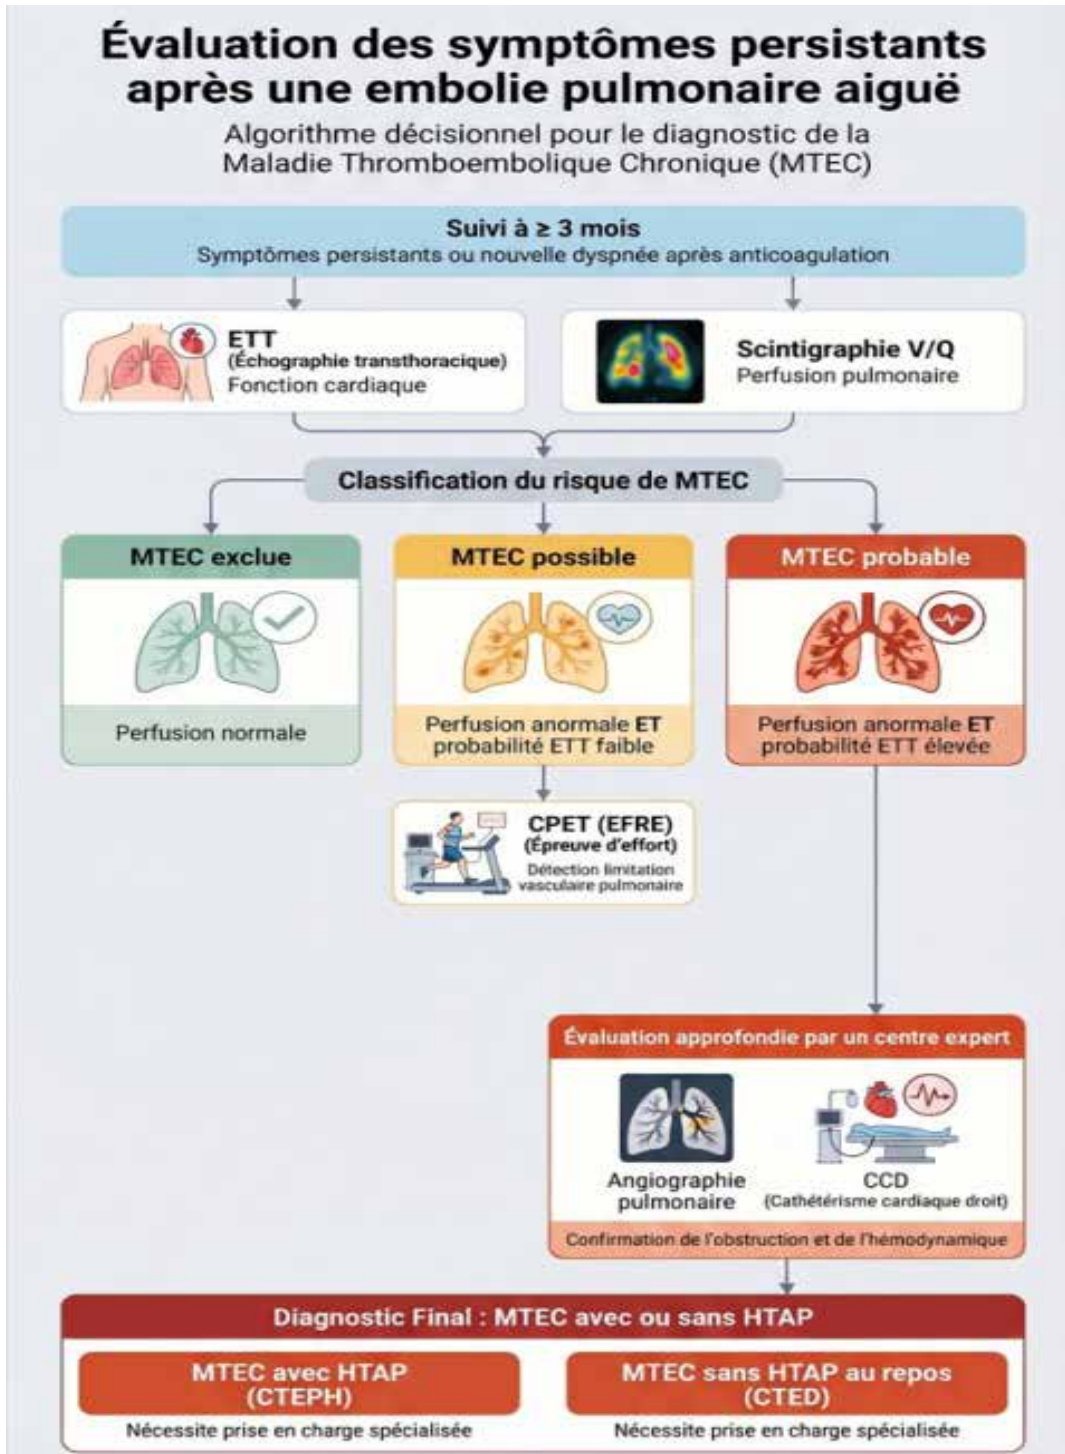 Évaluation des symptômes persistants
après une embolie pulmonaire aiguë
Algorithme décisionnel pour le diagnostic de la
Maladie Thromboembolique Chronique (MTEC)
Suivi à ≥ 3 mois
Symptômes persistants ou nouvelle dyspnée après anticoagulation
ETT
(Échographie transthoracique)
Fonction cardiaque
Scintigraphie V/Q
Perfusion pulmonaire
Classification du risque de MTEC
MTEC exclue
Perfusion normale
MTEC possible
Perfusion anormale ET
probabilité ETT faible
MTEC probable
Perfusion anormale ET
probabilité ETT élevée
CPET (EFRE)
(Épreuve d'effort)
Détection limitation
vasculaire pulmonaire
Évaluation approfondie par un centre expert
Angiographie
pulmonaire
CCD
(Cathétérisme cardiaque droit)
Confirmation de l'obstruction et de l'hémodynamique
Diagnostic Final : MTEC avec ou sans HTAP
MTEC avec HTAP
(CTEPH)
Nécessite prise en charge spécialisée
MTEC sans HTAP au repos
(CTED)
Nécessite prise en charge spécialisée